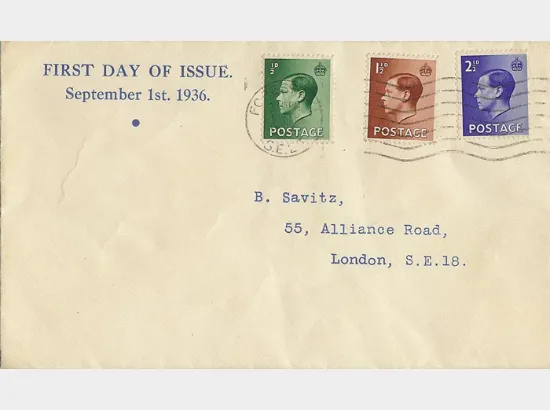 FIRST DAY OF ISSUE.
September 1st. 1936.
½D
POSTAGE
1½D
POSTAGE
2½D
POSTAGE
S.E.
B. Savitz,
55, Alliance Road,
London, S.E.18.